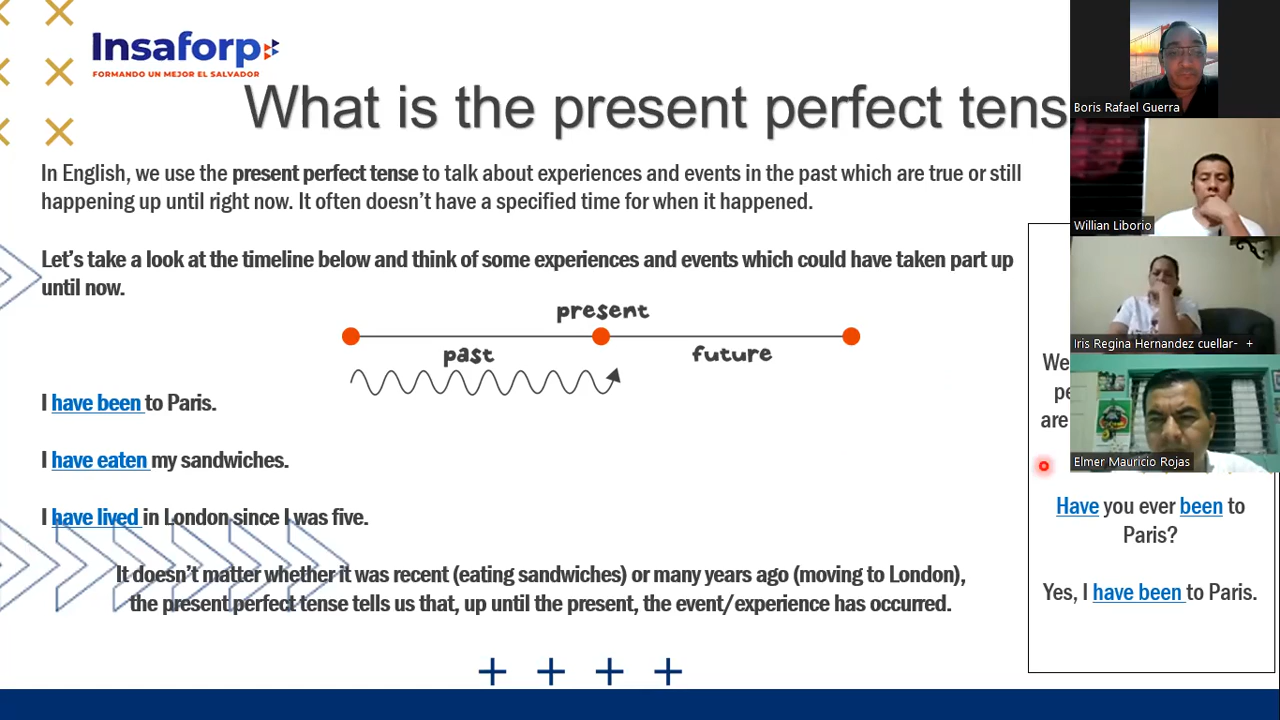 Insaforp
FORMANDO UN MEJOR EL SALVADOR
What is the present perfect tens
In English, we use the present perfect tense to talk about experiences and events in the past which are true or still
happening up until right now. It often doesn't have a specified time for when it happened.
Let's take a look at the timeline below and think of some experiences and events which could have taken part up
until now.
present
past
future
I have been to Paris.
I have eaten my sandwiches.
I have lived in London since I was five.
It doesn't matter whether it was recent (eating sandwiches) or many years ago (moving to London),
the present perfect tense tells us that, up until the present, the event/experience has occurred.
We
pe
are
Have you ever been to
Paris?
Yes, I have been to Paris.
Boris Rafael Guerra
Willian Liborio
Iris Regina Hernandez cuellar- +
Elmer Mauricio Rojas